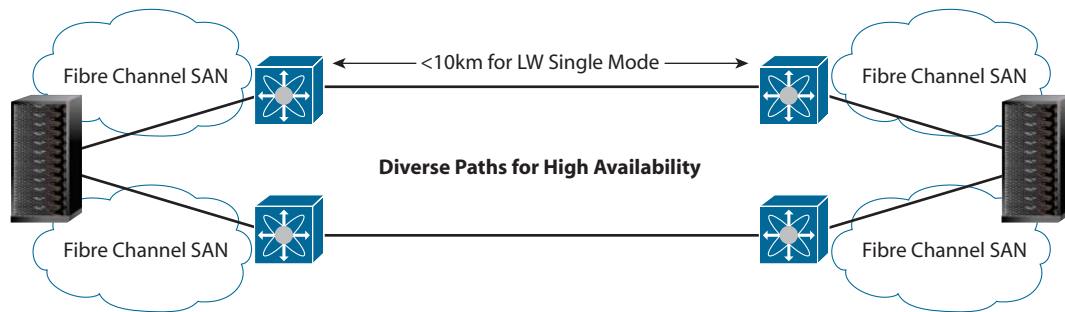 Fibre Channel SAN
<10km for LW Single Mode
Fibre Channel SAN
Diverse Paths for High Availability
Fibre Channel SAN
Fibre Channel SAN